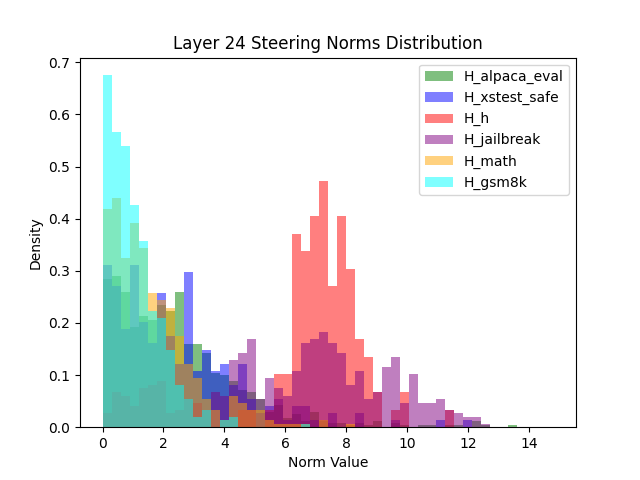 Layer 24 Steering Norms Distribution
0.7
0.6
0.5
0.4
0.3
0.2
0.1
0.0
Density
H_alpaca_eval
H_xstest_safe
H_h
H_jailbreak
H_math
H_gsm8k
0 2 4 6 8 10 12 14
Norm Value